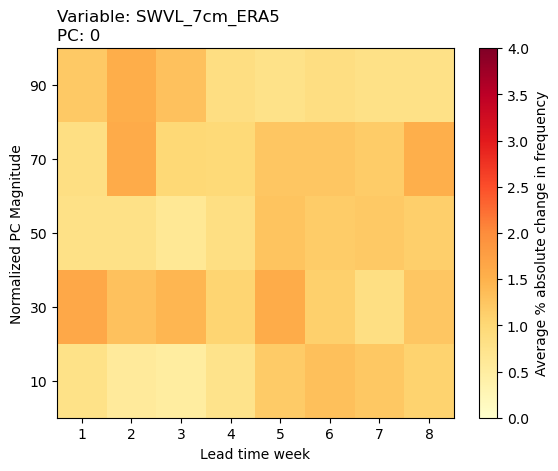 Variable: SWVL_7cm_ERA5
PC: 0
90
70
50
30
10
Normalized PC Magnitude
1 2 3 4 5 6 7 8
Lead time week
4.0
3.5
3.0
2.5
2.0
1.5
1.0
0.5
0.0
Average % absolute change in frequency